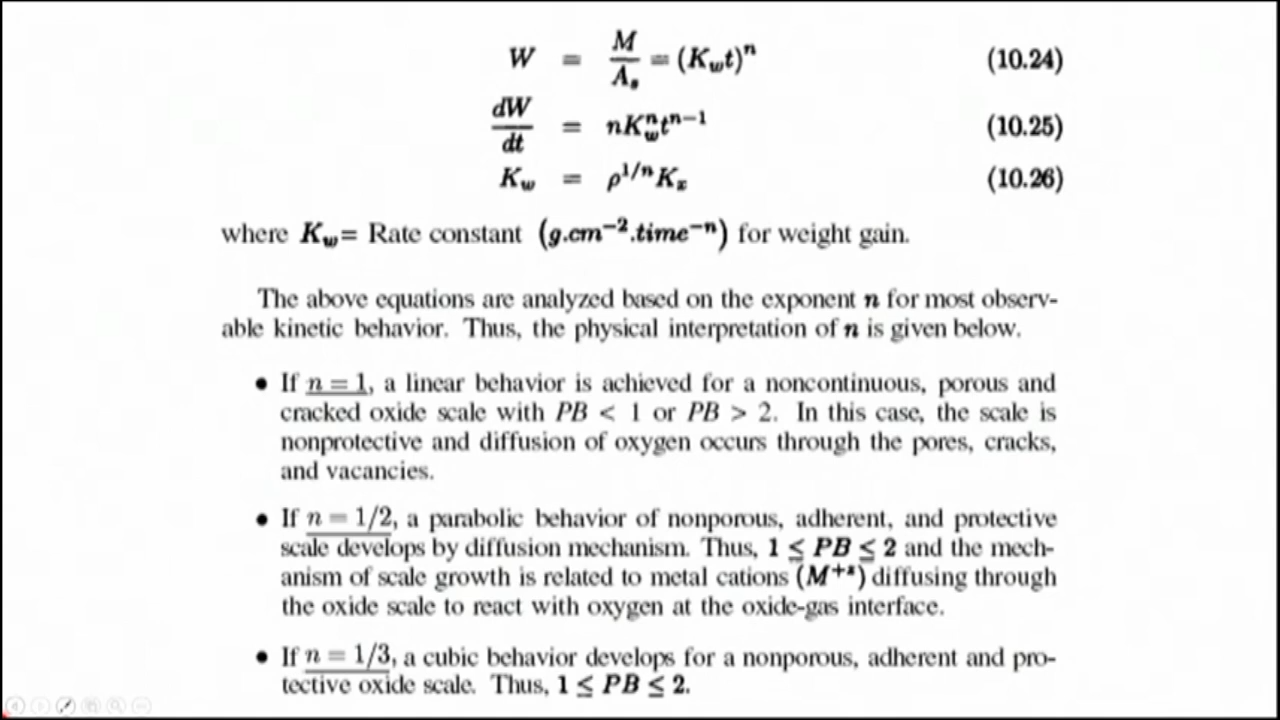 W = M/Aₛ = (K_w t)ⁿ (10.24)
dW/dt = nK_wⁿtⁿ⁻¹ (10.25)
K_w = ρ^{1/n}K_x (10.26)
where K_w= Rate constant (g.cm⁻².time⁻ⁿ) for weight gain.
The above equations are analyzed based on the exponent n for most observ-
able kinetic behavior. Thus, the physical interpretation of n is given below.
• If n = 1, a linear behavior is achieved for a noncontinuous, porous and
cracked oxide scale with PB < 1 or PB > 2. In this case, the scale is
nonprotective and diffusion of oxygen occurs through the pores, cracks,
and vacancies.
• If n = 1/2, a parabolic behavior of nonporous, adherent, and protective
scale develops by diffusion mechanism. Thus, 1 ≤ PB ≤ 2 and the mech-
anism of scale growth is related to metal cations (M⁺ᶻ) diffusing through
the oxide scale to react with oxygen at the oxide-gas interface.
• If n = 1/3, a cubic behavior develops for a nonporous, adherent and pro-
tective oxide scale. Thus, 1 ≤ PB ≤ 2.